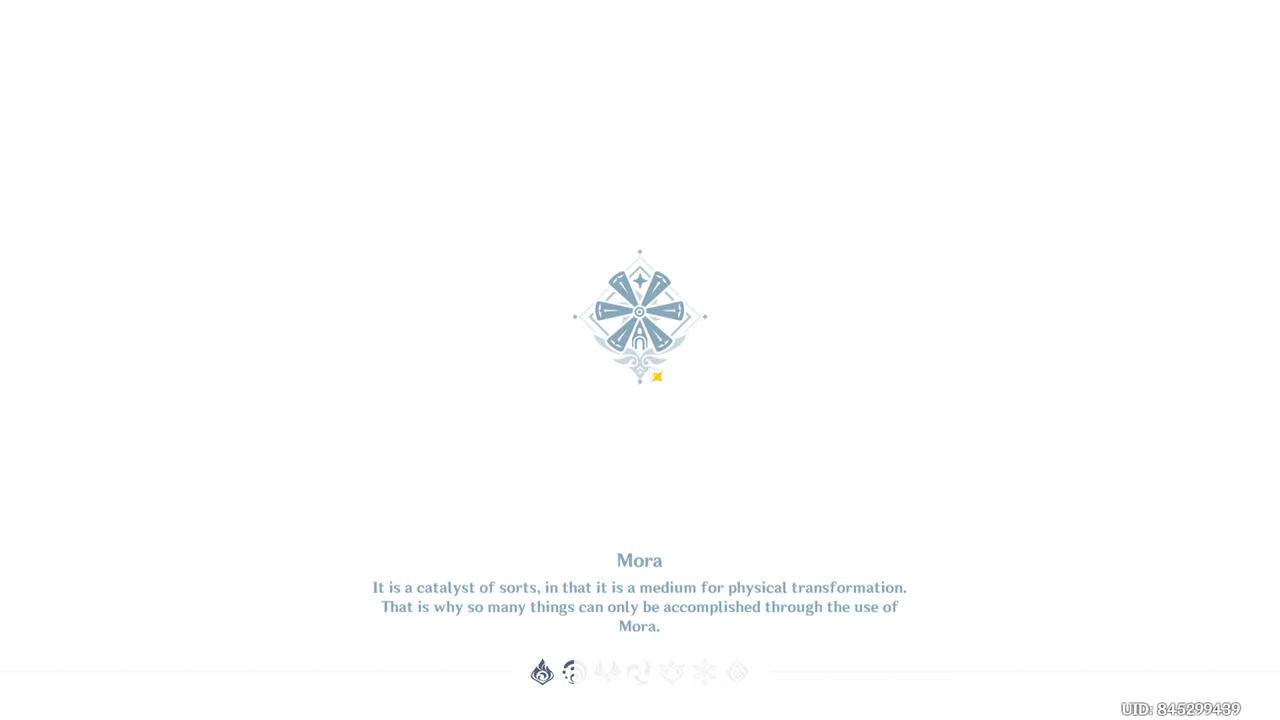 Mora
It is a catalyst of sorts, in that it is a medium for physical transformation.
That is why so many things can only be accomplished through the use of
Mora.
UID: 845299439